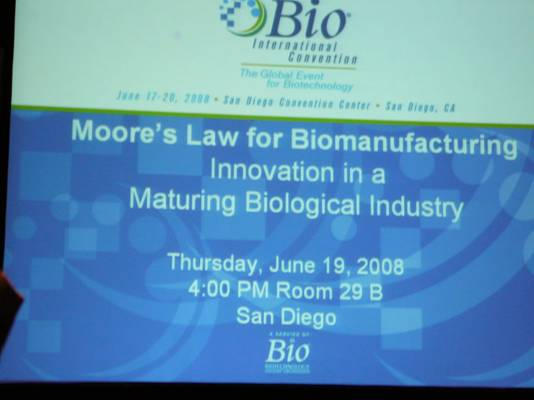 Bio
International
Convention
The Global Event
for Biotechnology
June 17-20, 2008 • San Diego Convention Center • San Diego, CA
Moore's Law for Biomanufacturing
Innovation in a
Maturing Biological Industry
Thursday, June 19, 2008
4:00 PM Room 29 B
San Diego
A SERVICE OF
Bio
BIOTECHNOLOGY